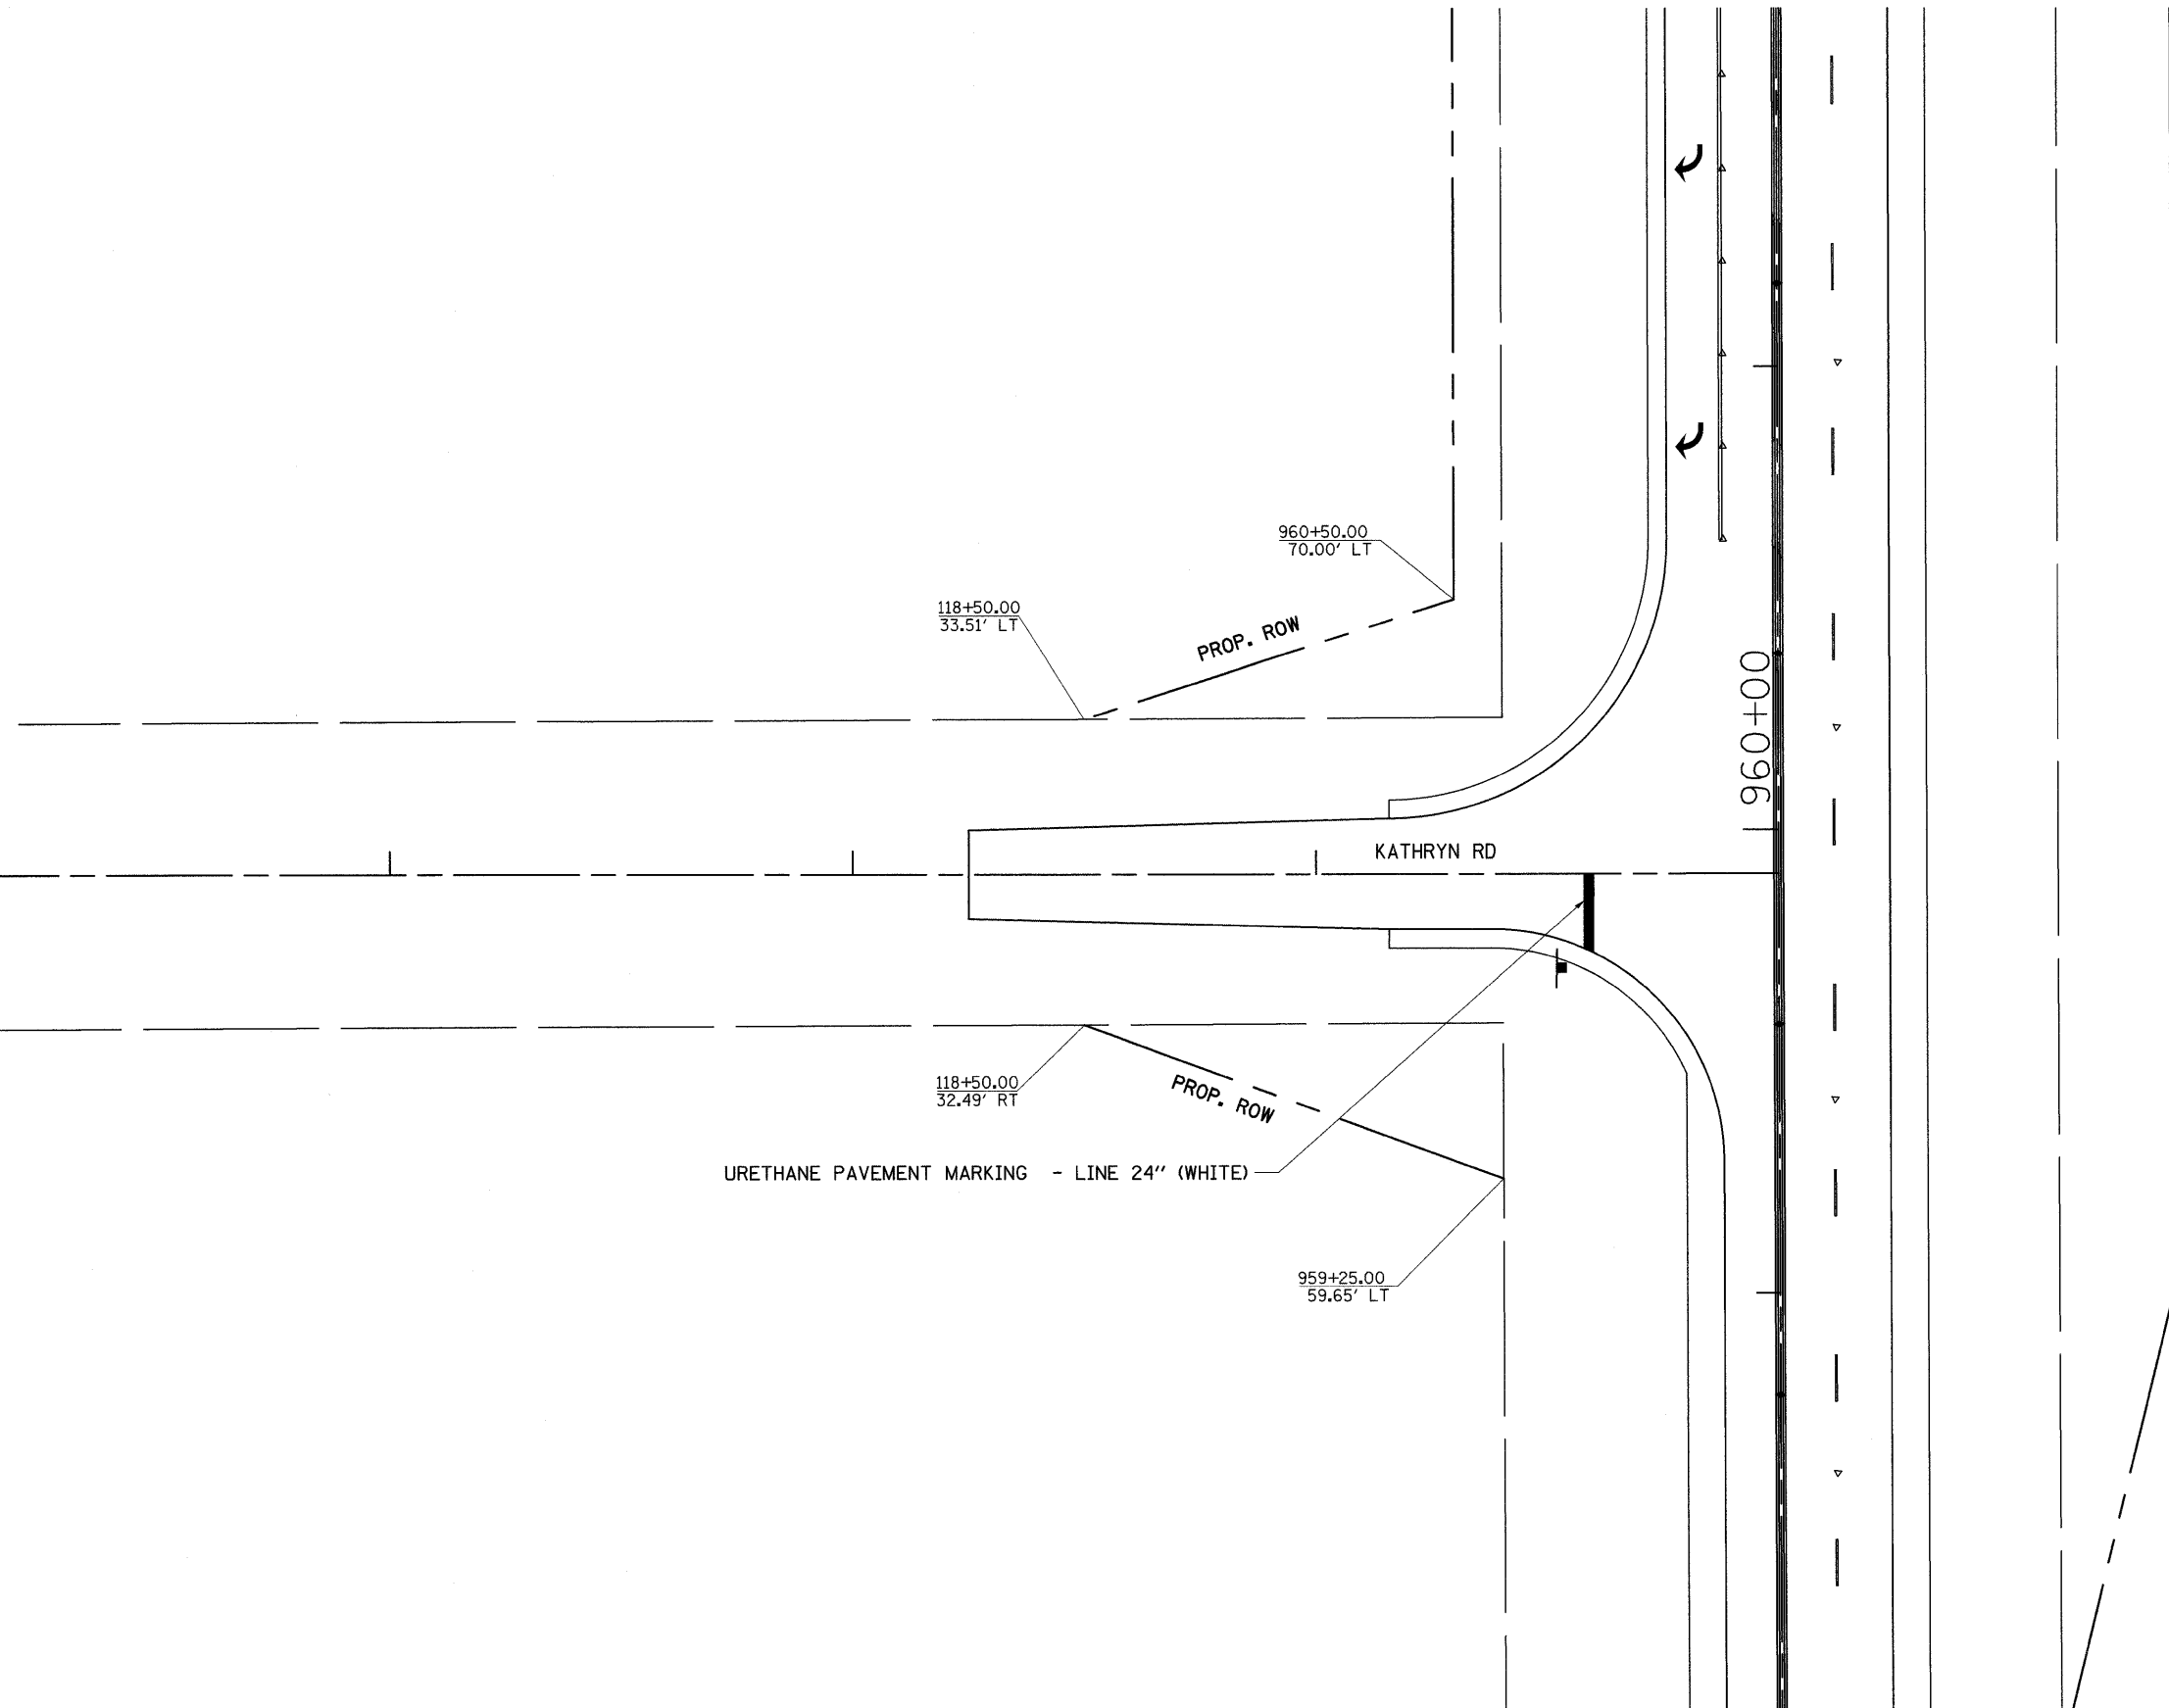 960+50.00
70.00' LT
118+50.00
33.51' LT
PROP. ROW
960+00
KATHRYN RD
118+50.00
32.49' RT
PROP. ROW
URETHANE PAVEMENT MARKING - LINE 24" (WHITE)
959+25.00
59.65' LT